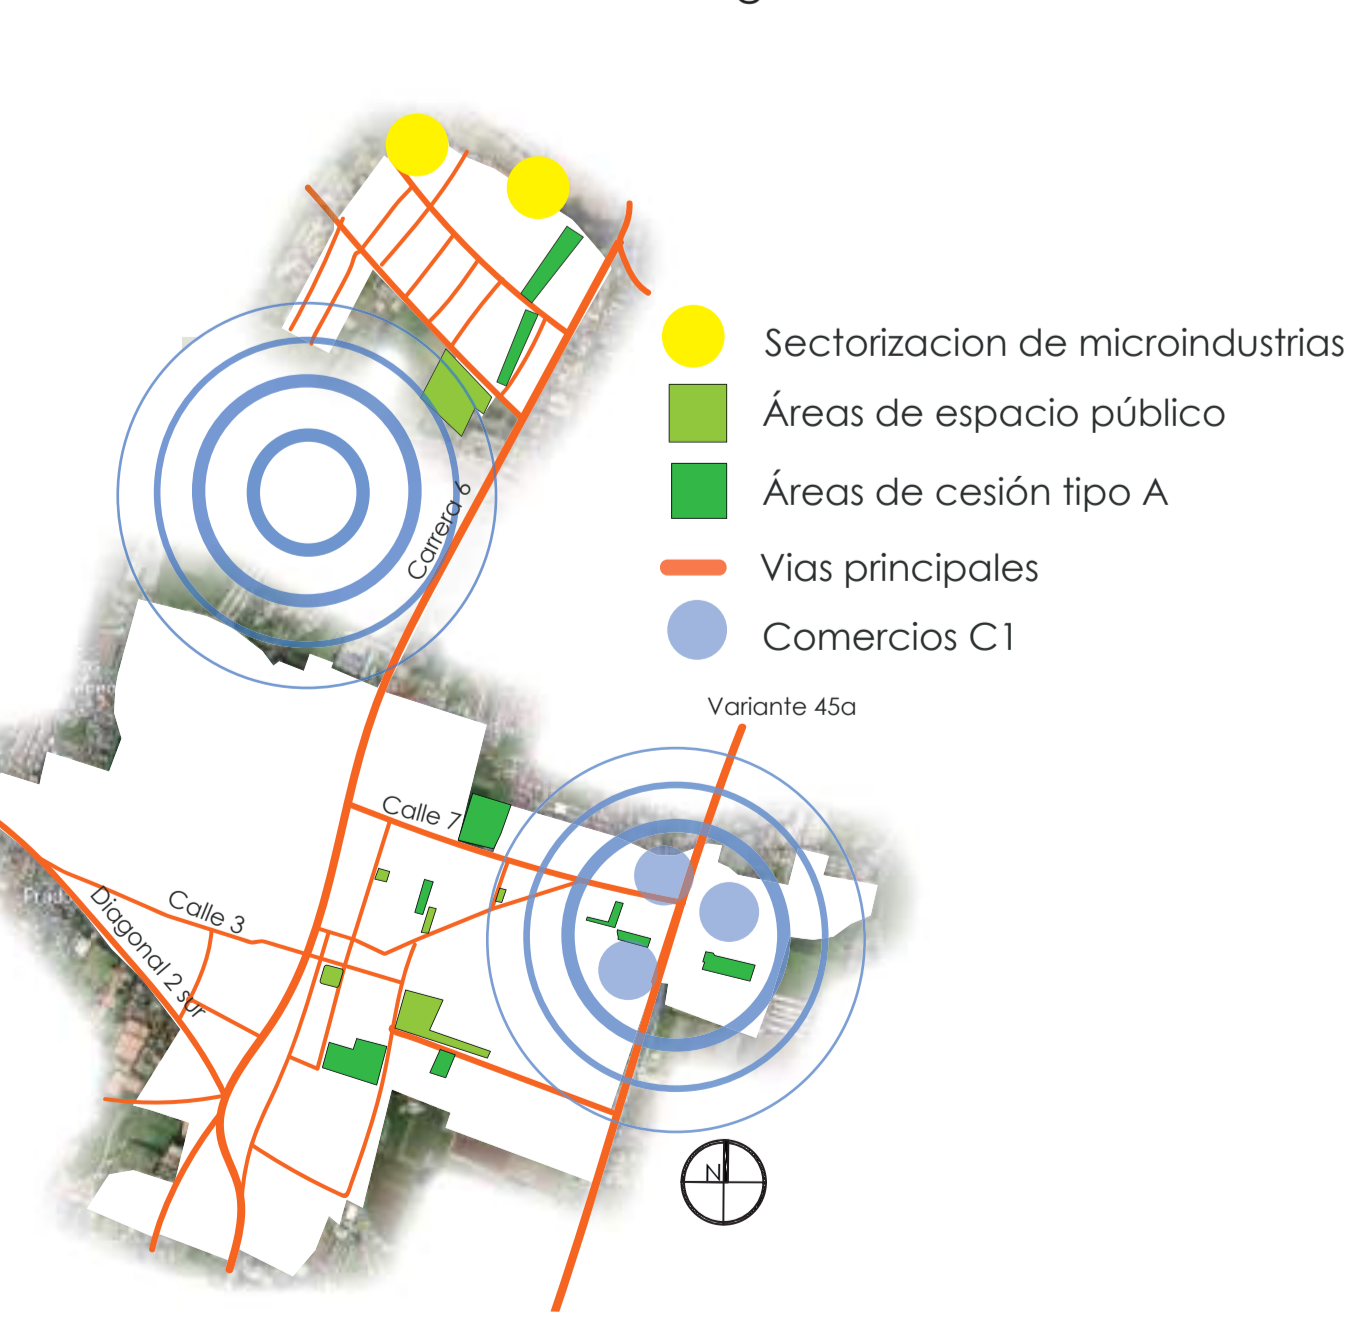 Sectorizacion de microindustrias
Áreas de espacio público
Áreas de cesión tipo A
Vias principales
Comercios C1
Carrera 6
Variante 45a
Calle 7
Calle 3
Diagonal 2 sur
N